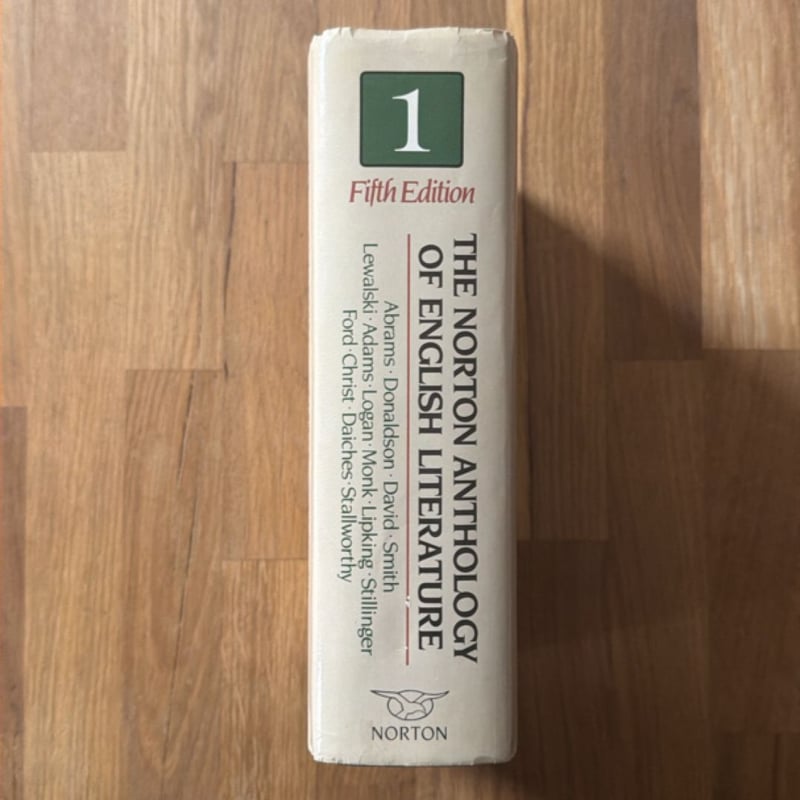 1
Fifth Edition
THE NORTON ANTHOLOGY
OF ENGLISH LITERATURE
Abrams · Donaldson · David · Smith
Lewalski · Adams · Logan · Monk · Lipking · Stillinger
Ford · Christ · Daiches · Stallworthy
NORTON